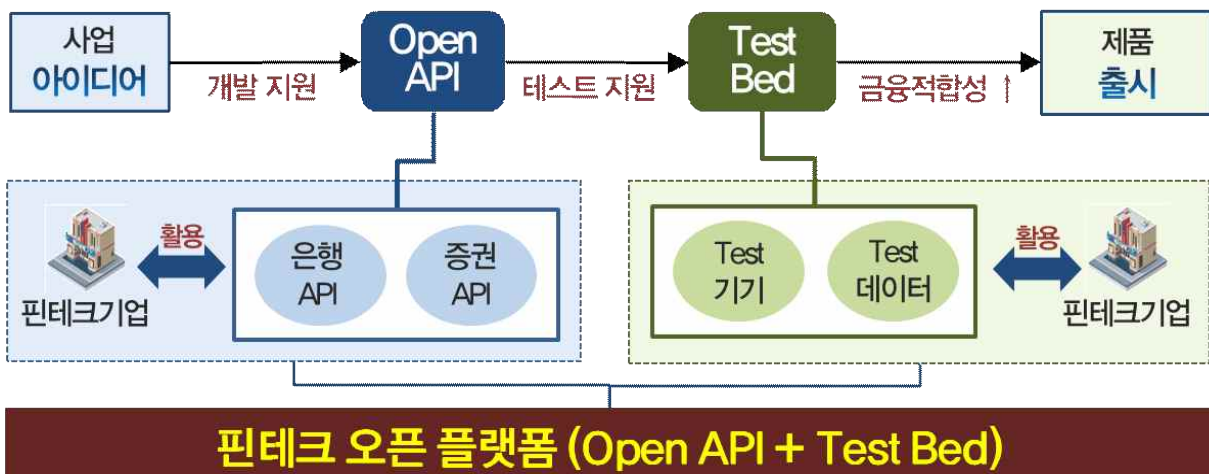 사업
아이디어
개발 지원
Open
API
테스트 지원
Test
Bed
금융적합성 ↑
제품
출시
핀테크기업
활용
은행
API
증권
API
Test
기기
Test
데이터
활용
핀테크기업
핀테크 오픈 플랫폼 (Open API + Test Bed)